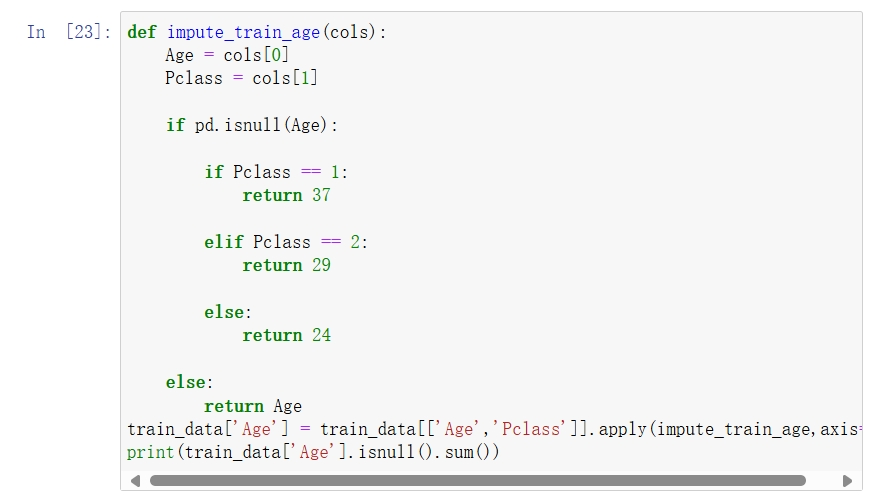 In [23]: def impute_train_age(cols):
    Age = cols[0]
    Pclass = cols[1]

    if pd.isnull(Age):

        if Pclass == 1:
            return 37

        elif Pclass == 2:
            return 29

        else:
            return 24

    else:
        return Age
train_data['Age'] = train_data[['Age','Pclass']].apply(impute_train_age,axis=
print(train_data['Age'].isnull().sum())